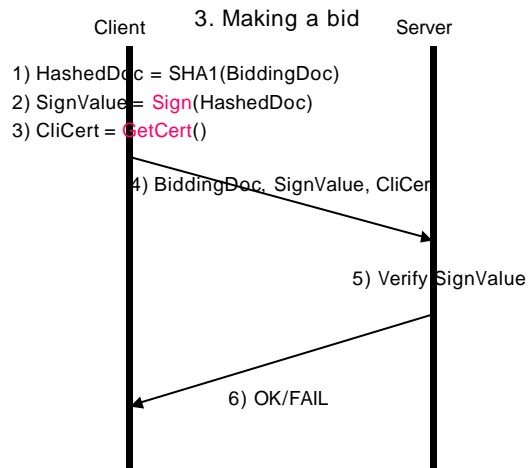 3. Making a bid
Client
Server
1) HashedDoc = SHA1(BiddingDoc)
2) SignValue = Sign(HashedDoc)
3) CliCert = GetCert()
4) BiddingDoc, SignValue, CliCer
5) Verify SignValue
6) OK/FAIL